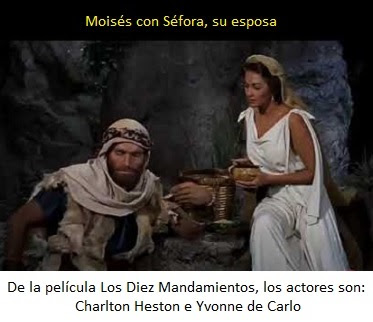 Moisés con Séfora, su esposa
De la película Los Diez Mandamientos, los actores son:
Charlton Heston e Yvonne de Carlo